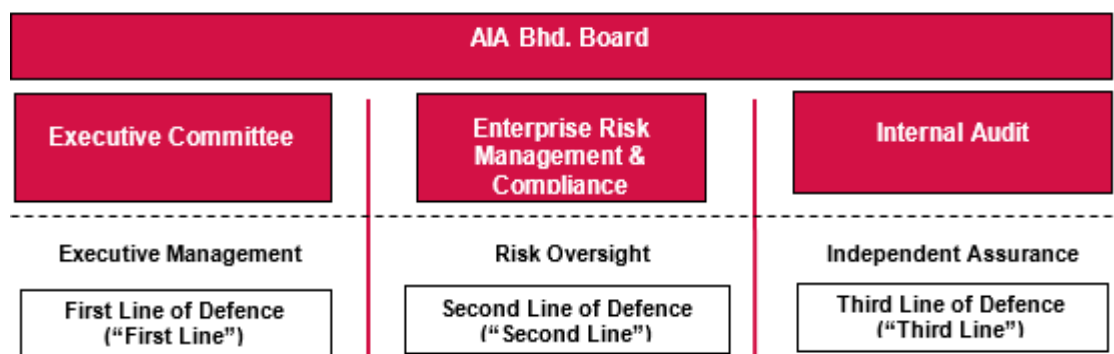 AIA Bhd. Board
Executive Committee
Enterprise Risk
Management &
Compliance
Internal Audit
Executive Management
Risk Oversight
Independent Assurance
First Line of Defence
(“First Line”)
Second Line of Defence
(“Second Line”)
Third Line of Defence
(“Third Line”)